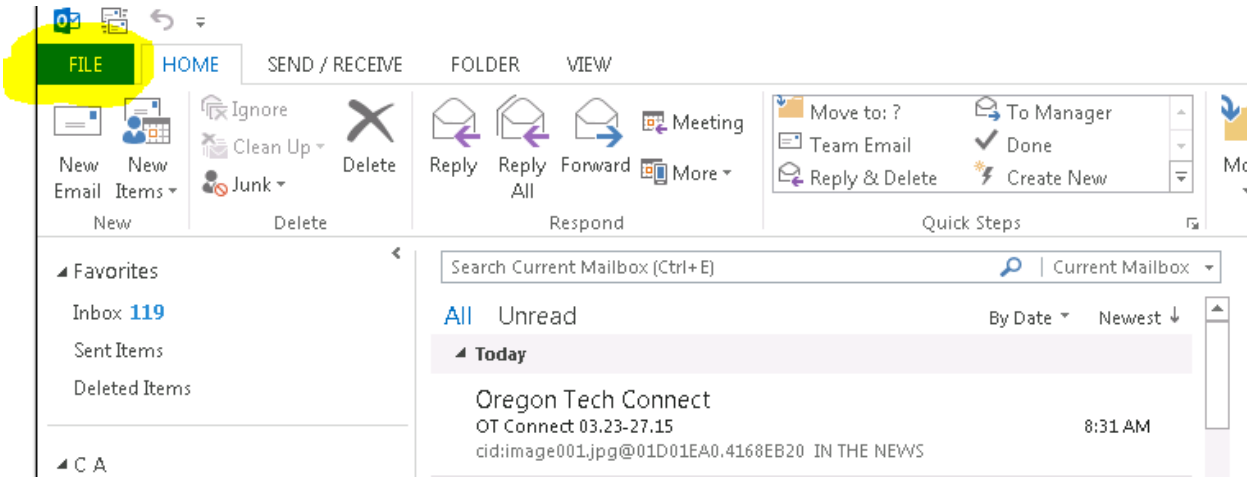 FILE HOME SEND / RECEIVE FOLDER VIEW
Ignore
Clean Up
Junk
New Email
New Items
Delete
Reply
Reply All
Forward
Meeting
More
Move to: ?
Team Email
Reply & Delete
To Manager
Done
Create New
New Delete Respond Quick Steps
Favorites
Inbox 119
Sent Items
Deleted Items
C A
Search Current Mailbox (Ctrl+E) Current Mailbox
All Unread By Date Newest
Today
Oregon Tech Connect
OT Connect 03.23-27.15 8:31 AM
cid:image001.jpg@01D01EA0.4168EB20 IN THE NEWS